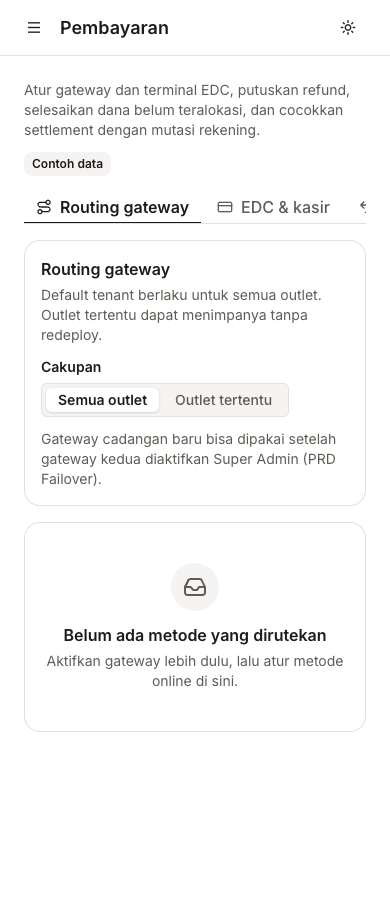 Pembayaran
Atur gateway dan terminal EDC, putuskan refund,
selesaikan dana belum teralokasi, dan cocokkan
settlement dengan mutasi rekening.
Contoh data
Routing gateway
EDC & kasir
Routing gateway
Default tenant berlaku untuk semua outlet.
Outlet tertentu dapat menimpanya tanpa
redeploy.
Cakupan
Semua outlet
Outlet tertentu
Gateway cadangan baru bisa dipakai setelah
gateway kedua diaktifkan Super Admin (PRD
Failover).
Belum ada metode yang dirutekan
Aktifkan gateway lebih dulu, lalu atur metode
online di sini.